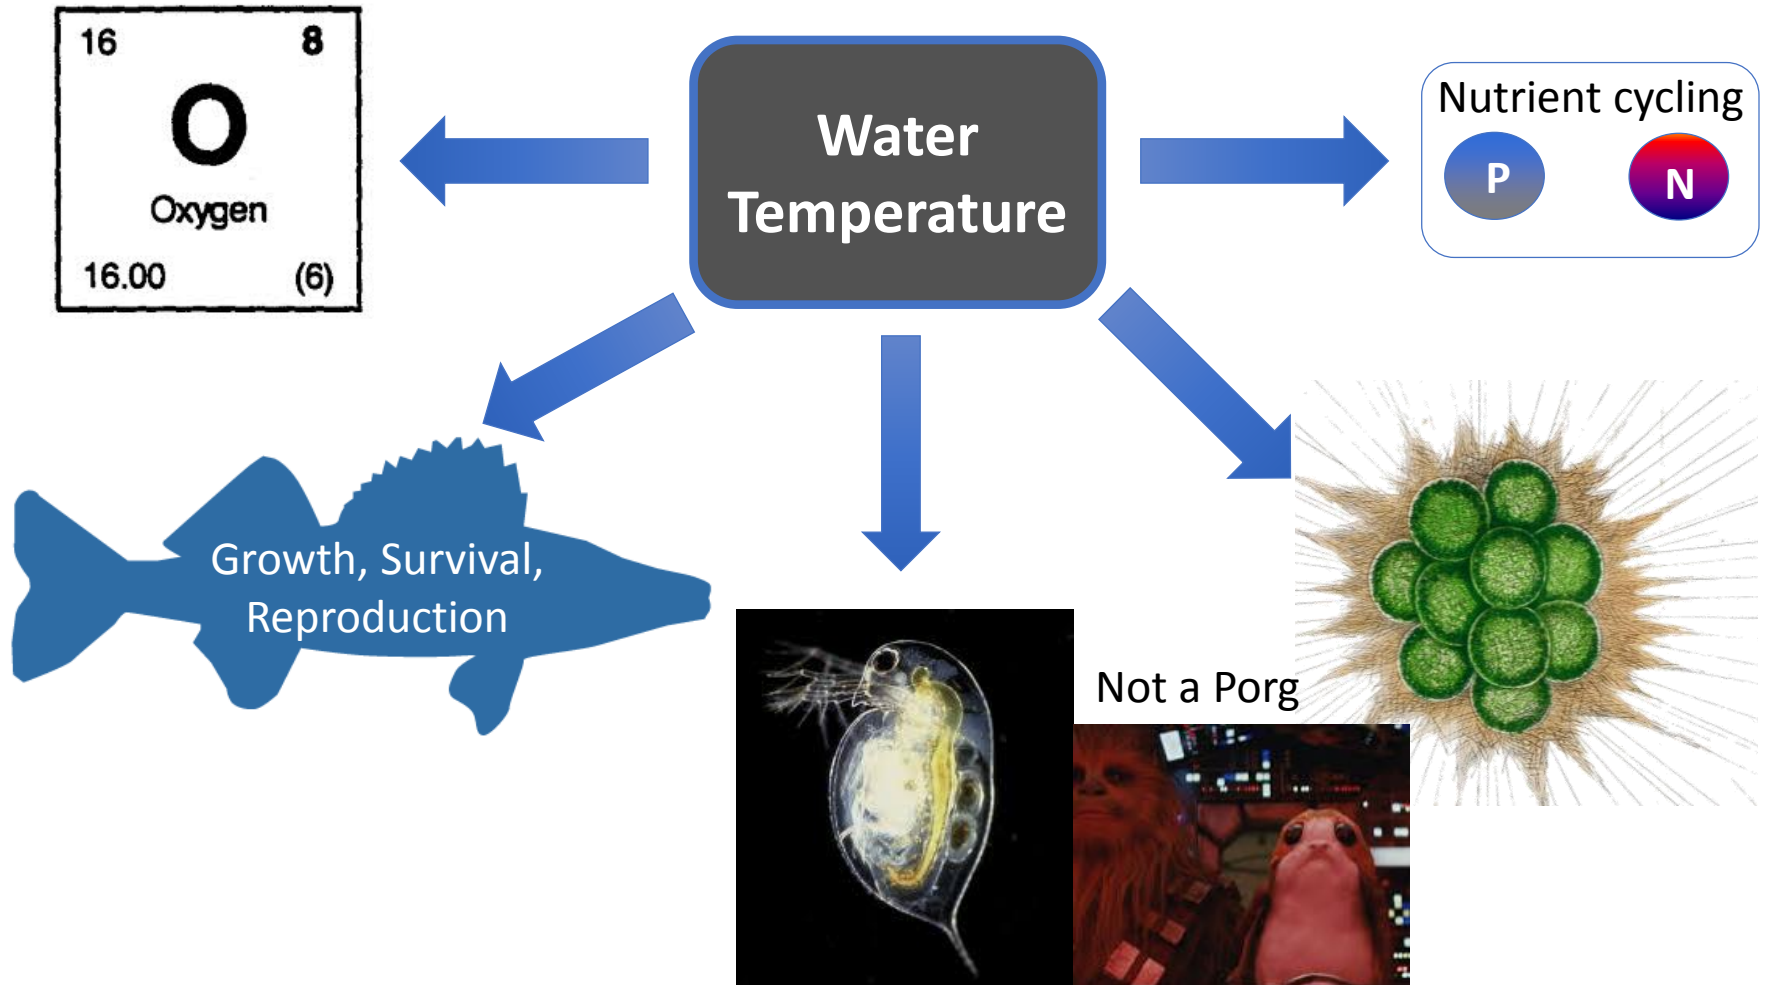 16 8
O
Oxygen
16.00 (6)
Water
Temperature
Nutrient cycling
P N
Growth, Survival,
Reproduction
Not a Porg